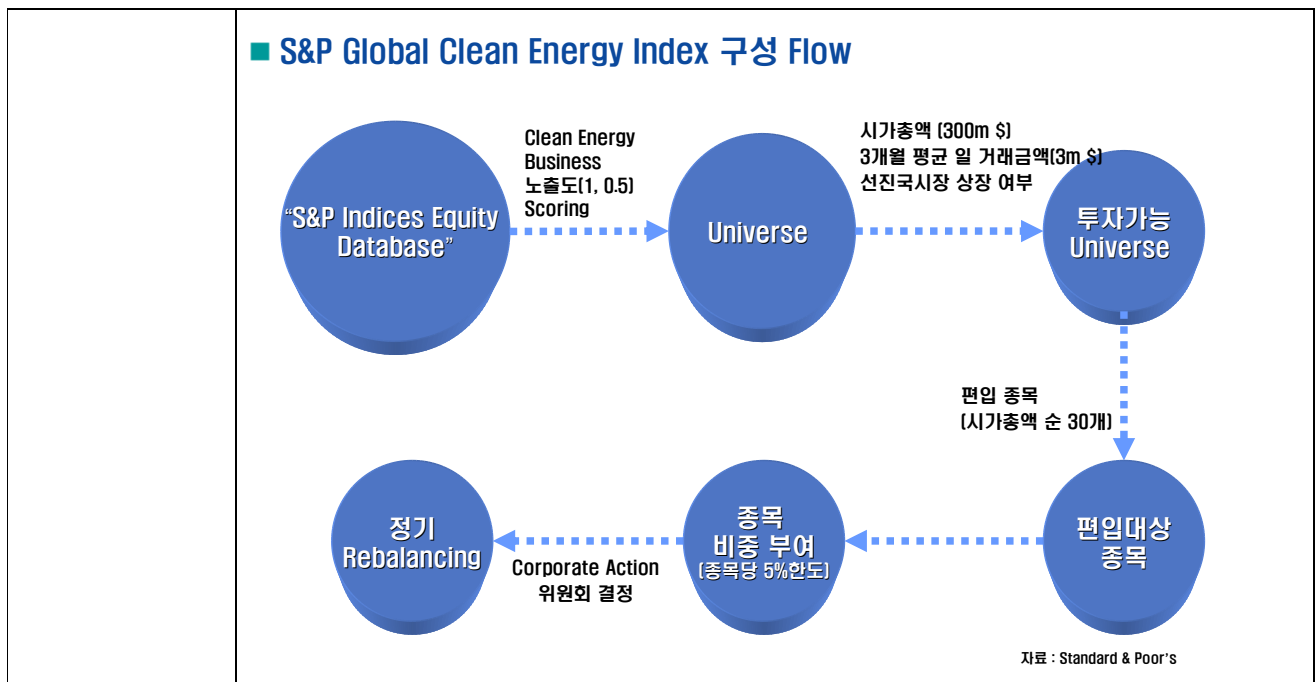 ■ S&P Global Clean Energy Index 구성 Flow
“S&P Indices Equity
Database”
Clean Energy
Business
노출도(1, 0.5)
Scoring
Universe
시가총액 (300m $)
3개월 평균 일 거래금액(3m $)
선진국시장 상장 여부
투자가능
Universe
편입 종목
(시가총액 순 30개)
편입대상
종목
종목
비중 부여
(종목당 5%한도)
Corporate Action
위원회 결정
정기
Rebalancing
자료 : Standard & Poor's